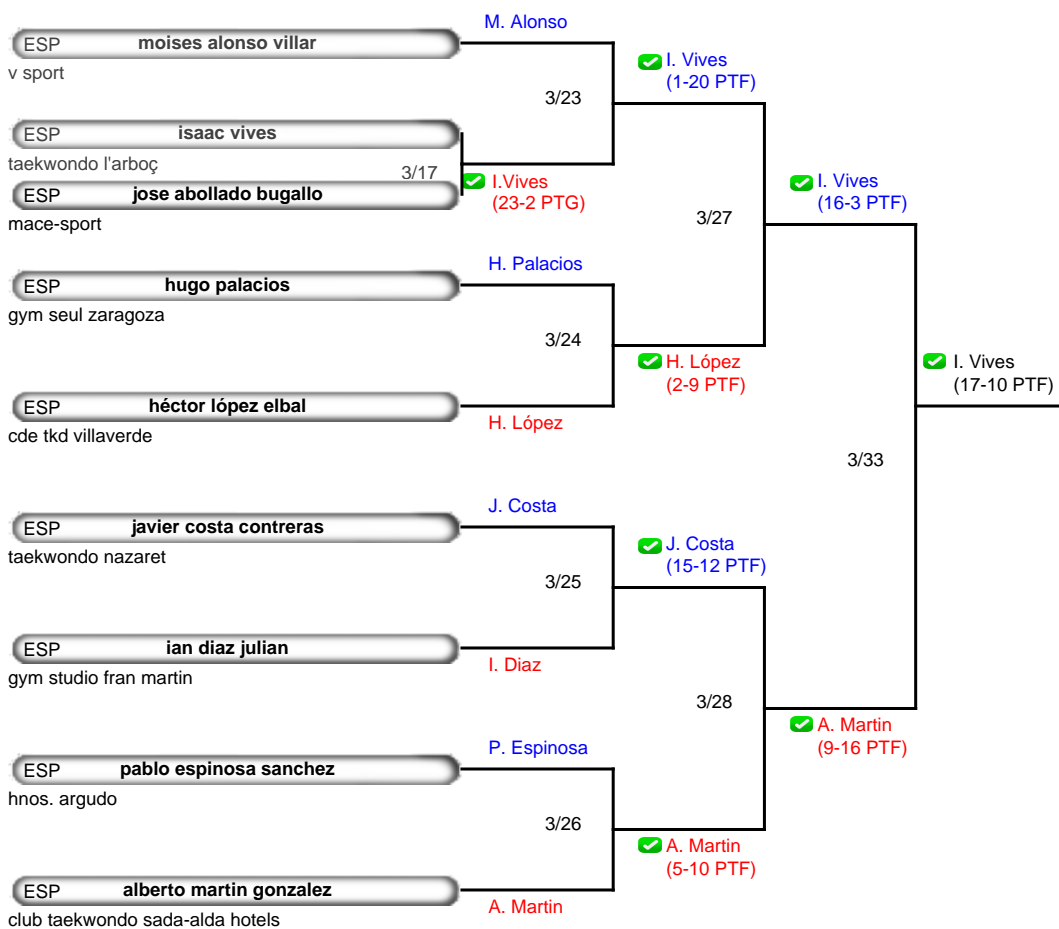 M. Alonso
ESP moises alonso villar
v sport
I. Vives
(1-20 PTF)
3/23
ESP isaac vives
taekwondo l'arboç
3/17
I.Vives
(23-2 PTG)
ESP jose abollado bugallo
mace-sport
I. Vives
(16-3 PTF)
3/27
H. Palacios
ESP hugo palacios
gym seul zaragoza
3/24
H. López
(2-9 PTF)
I. Vives
(17-10 PTF)
ESP héctor lópez elbal
cde tkd villaverde
H. López
3/33
J. Costa
ESP javier costa contreras
taekwondo nazaret
J. Costa
(15-12 PTF)
3/25
ESP ian diaz julian
gym studio fran martin
I. Diaz
3/28
A. Martin
(9-16 PTF)
P. Espinosa
ESP pablo espinosa sanchez
hnos. argudo
3/26
A. Martin
(5-10 PTF)
ESP alberto martin gonzalez
club taekwondo sada-alda hotels
A. Martin